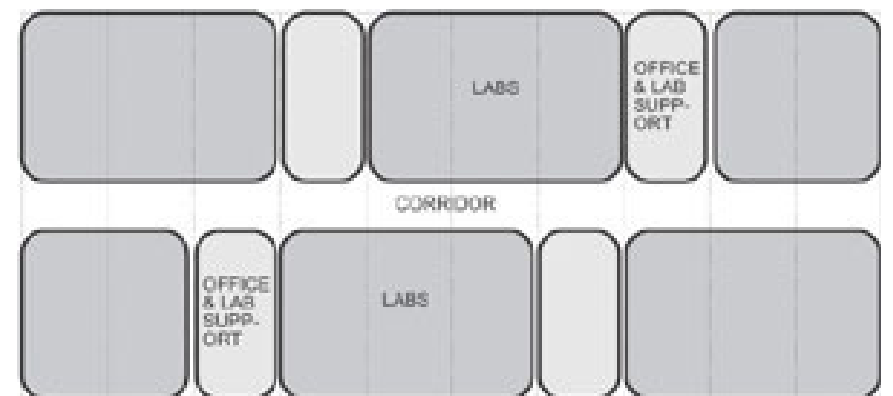 LABS
OFFICE
& LAB
SUPP-
ORT
CORRIDOR
OFFICE
& LAB
SUPP-
ORT
LABS